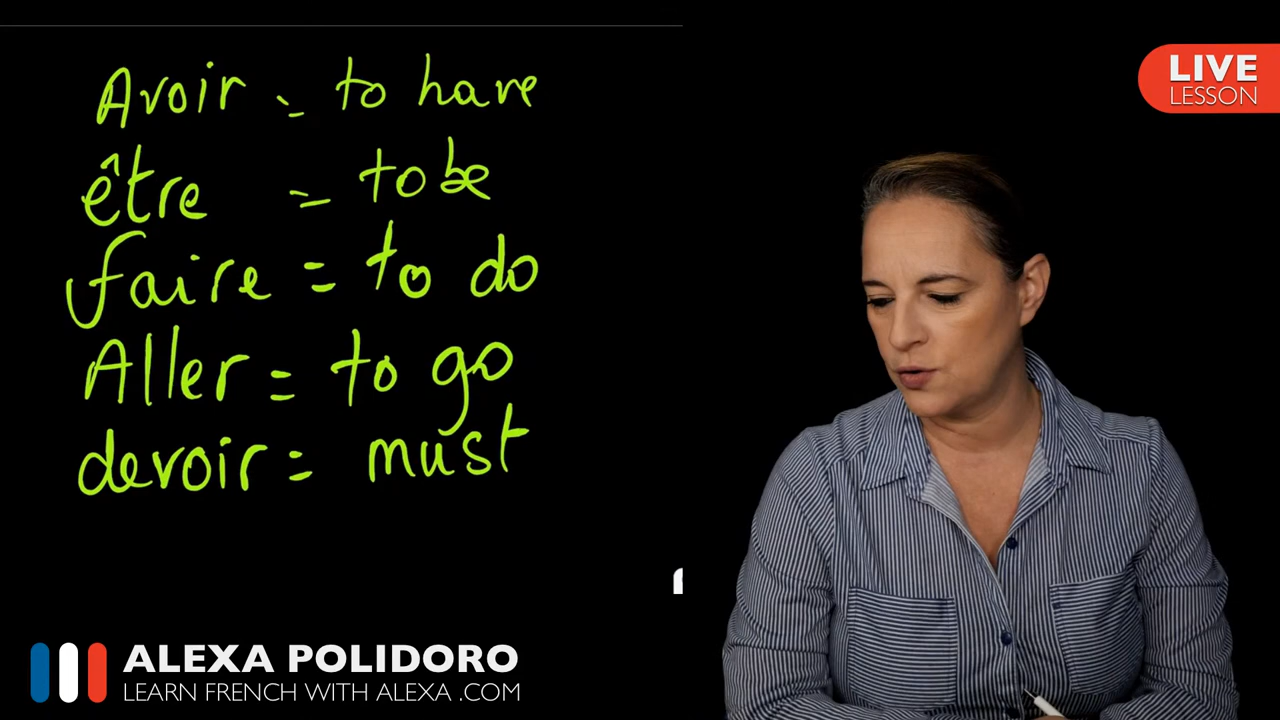 Avoir = to have
être = to be
faire = to do
Aller = to go
devoir = must
LIVE
LESSON
ALEXA POLIDORO
LEARN FRENCH WITH ALEXA .COM